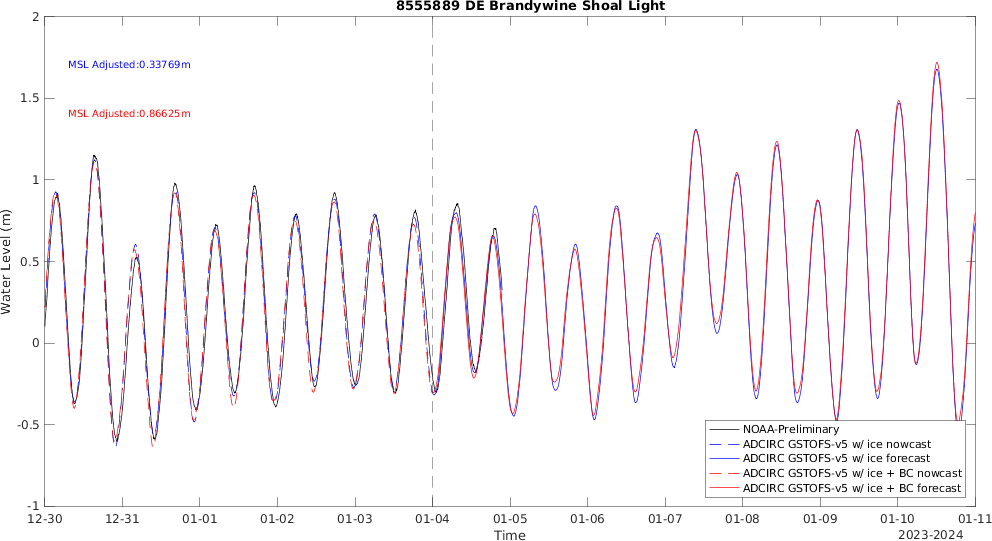 8555889 DE Brandywine Shoal Light
MSL Adjusted:0.33769m
MSL Adjusted:0.86625m
Water Level (m)
2
1.5
1
0.5
0
-0.5
-1
NOAA-Preliminary
ADCIRC GSTOFS-v5 w/ ice nowcast
ADCIRC GSTOFS-v5 w/ ice forecast
ADCIRC GSTOFS-v5 w/ ice + BC nowcast
ADCIRC GSTOFS-v5 w/ ice + BC forecast
12-30 12-31 01-01 01-02 01-03 01-04 01-05 01-06 01-07 01-08 01-09 01-10 01-11
Time
2023-2024